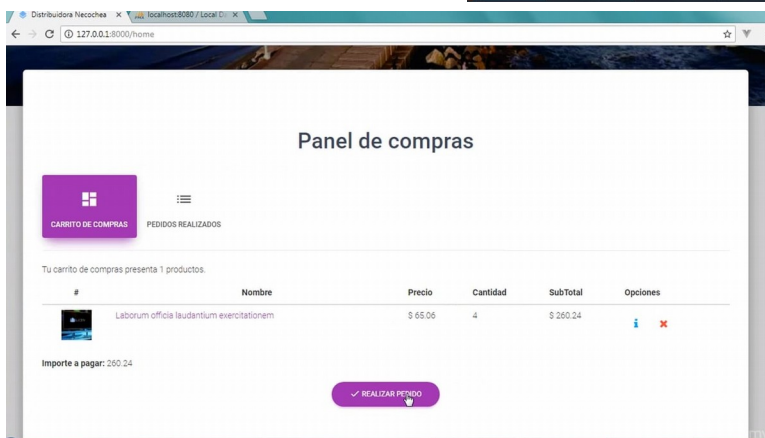 Distribuidora Necochea
localhost:8080 / Local Da
127.0.0.1:8000/home
Panel de compras
CARRITO DE COMPRAS
PEDIDOS REALIZADOS
Tu carrito de compras presenta 1 productos.
# Nombre Precio Cantidad SubTotal Opciones
Laborum officia laudantium exercitationem $ 65.06 4 $ 260.24
Importe a pagar: 260.24
REALIZAR PEDIDO